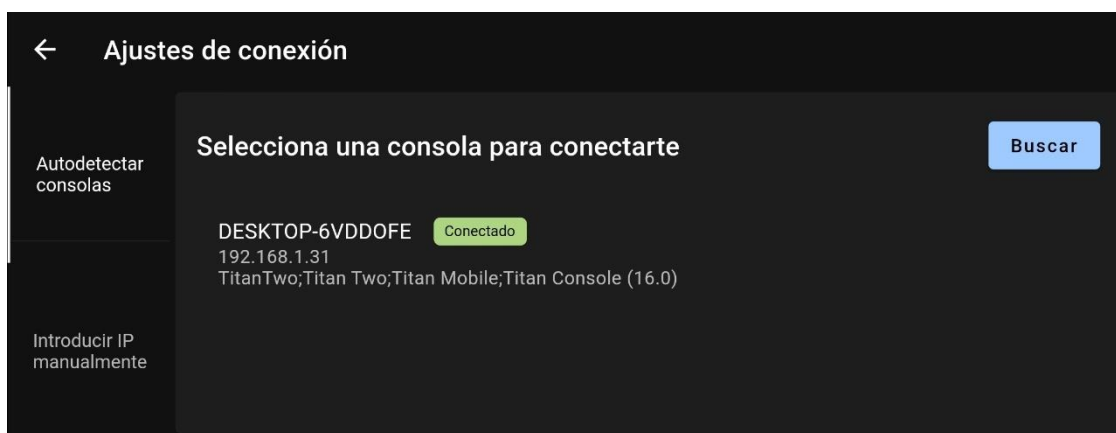 Ajustes de conexión
Autodetectar
consolas
Introducir IP
manualmente
Selecciona una consola para conectarte
Buscar
DESKTOP-6VDDOFE
Conectado
192.168.1.31
TitanTwo;Titan Two;Titan Mobile;Titan Console (16.0)